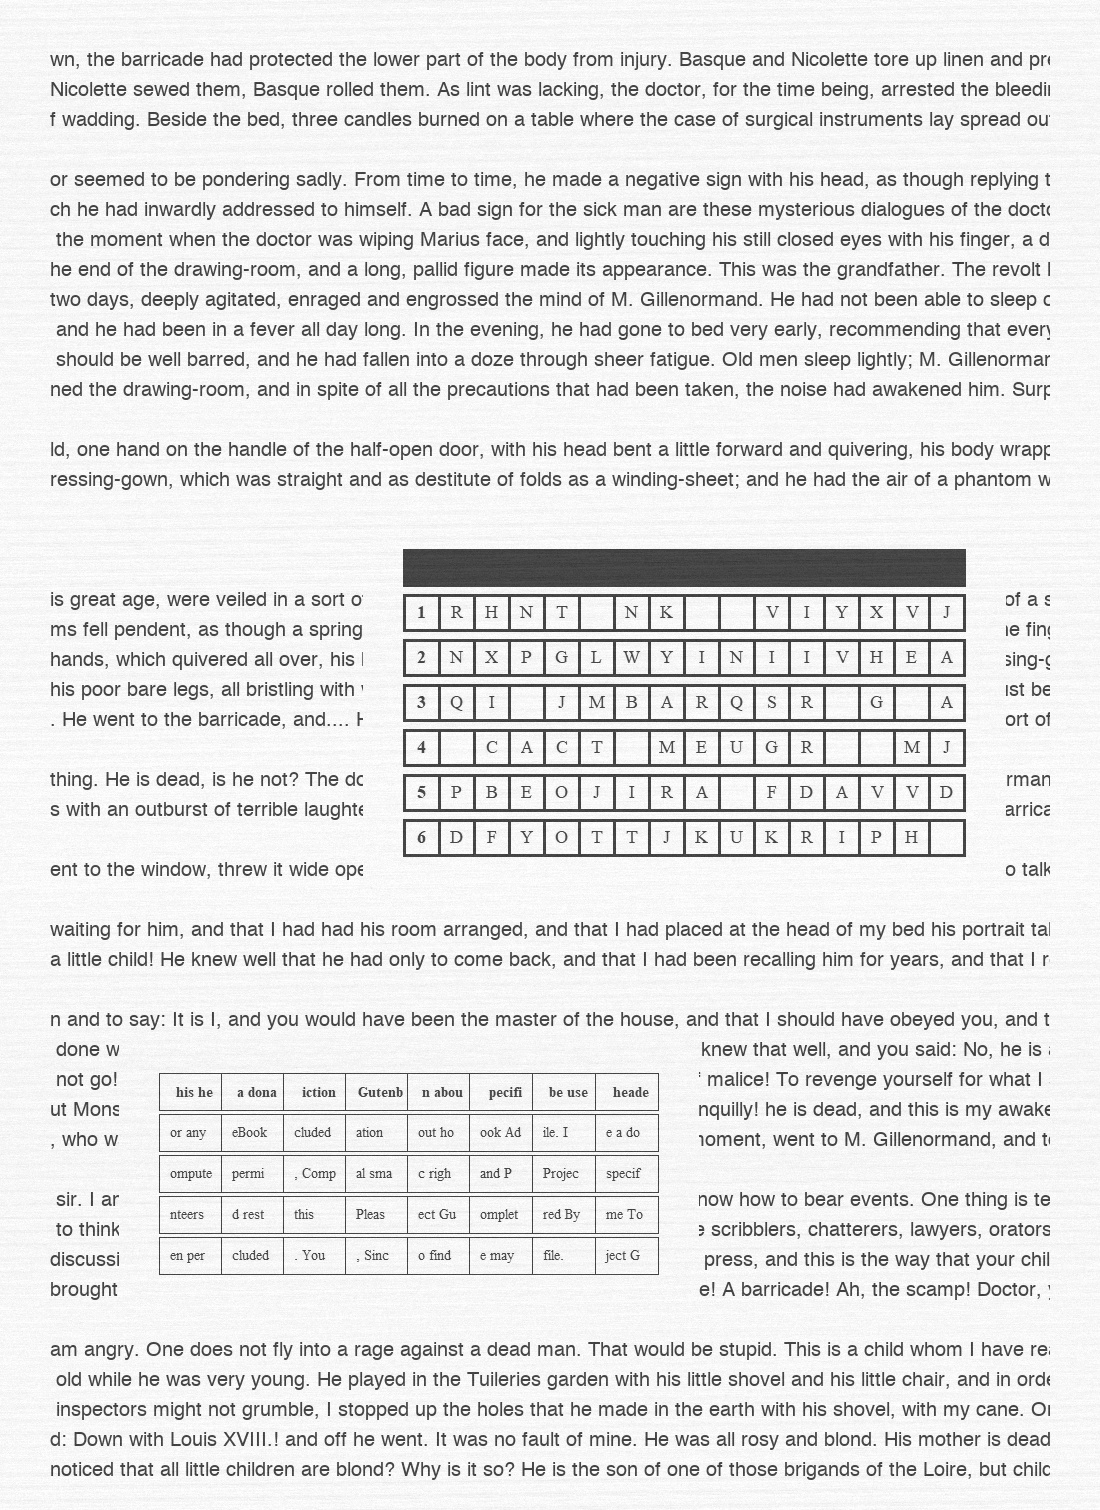 wn, the barricade had protected the lower part of the body from injury. Basque and Nicolette tore up linen and pre
Nicolette sewed them, Basque rolled them. As lint was lacking, the doctor, for the time being, arrested the bleedin
f wadding. Beside the bed, three candles burned on a table where the case of surgical instruments lay spread ou
or seemed to be pondering sadly. From time to time, he made a negative sign with his head, as though replying t
ch he had inwardly addressed to himself. A bad sign for the sick man are these mysterious dialogues of the docto
the moment when the doctor was wiping Marius face, and lightly touching his still closed eyes with his finger, a d
he end of the drawing-room, and a long, pallid figure made its appearance. This was the grandfather. The revolt
two days, deeply agitated, enraged and engrossed the mind of M. Gillenormand. He had not been able to sleep
and he had been in a fever all day long. In the evening, he had gone to bed very early, recommending that every
should be well barred, and he had fallen into a doze through sheer fatigue. Old men sleep lightly; M. Gillenorman
ned the drawing-room, and in spite of all the precautions that had been taken, the noise had awakened him. Surp
ld, one hand on the handle of the half-open door, with his head bent a little forward and quivering, his body wrapp
ressing-gown, which was straight and as destitute of folds as a winding-sheet; and he had the air of a phantom w
is great age, were veiled in a sort o of a s
ms fell pendent, as though a spring e fing
hands, which quivered all over, his sing-g
his poor bare legs, all bristling with ust be
. He went to the barricade, and.... H ort of
thing. He is dead, is he not? The do rman
s with an outburst of terrible laughte arrica
ent to the window, threw it wide ope o talk
1 R H N T N K V I Y X V J
2 N X P G L W Y I N I I V H E A
3 Q I J M B A R Q S R G A
4 C A C T M E U G R M J
5 P B E O J I R A F D A V V D
6 D F Y O T T J K U K R I P H
waiting for him, and that I had had his room arranged, and that I had placed at the head of my bed his portrait tak
a little child! He knew well that he had only to come back, and that I had been recalling him for years, and that I r
n and to say: It is I, and you would have been the master of the house, and that I should have obeyed you, and t
done w knew that well, and you said: No, he is
not go! malice! To revenge yourself for what I
ut Mons nquilly! he is dead, and this is my awake
, who w moment, went to M. Gillenormand, and to
sir. I am now how to bear events. One thing is te
to think e scribblers, chatterers, lawyers, orators
discussi press, and this is the way that your chil
brought e! A barricade! Ah, the scamp! Doctor,
his he a dona iction Gutenb n abou pecifi be use heade
or any eBook cluded ation out ho ook Ad ile. I e a do
ompute permi , Comp al sma c righ and P Projec specif
nteers d rest this Pleas ect Gu omplet red By me To
en per cluded . You , Sinc o find e may file. ject G
am angry. One does not fly into a rage against a dead man. That would be stupid. This is a child whom I have rea
old while he was very young. He played in the Tuileries garden with his little shovel and his little chair, and in orde
inspectors might not grumble, I stopped up the holes that he made in the earth with his shovel, with my cane. On
d: Down with Louis XVIII.! and off he went. It was no fault of mine. He was all rosy and blond. His mother is dead
noticed that all little children are blond? Why is it so? He is the son of one of those brigands of the Loire, but child